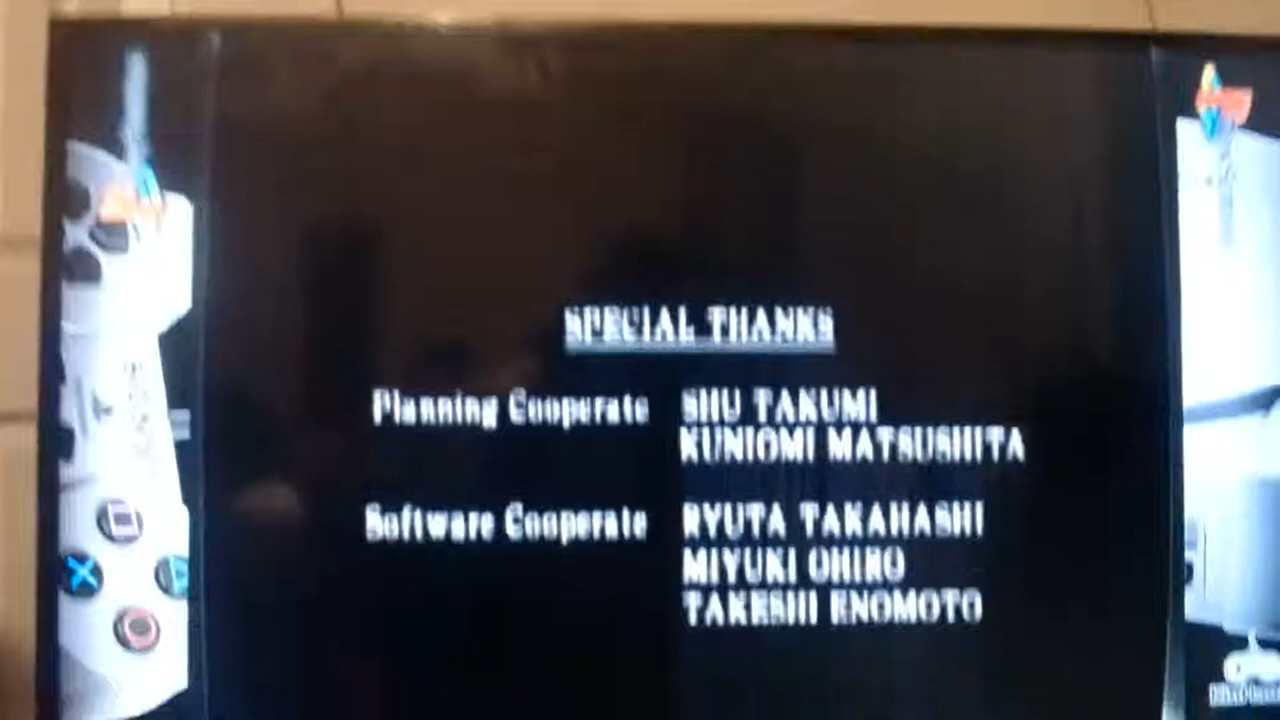 SPECIAL THANKS
Planning Cooperate SHU TAKUMI
KUNIOMI MATSUSHITA
Software Cooperate RYUTA TAKAHASHI
MIYUKI OHIRO
TAKESHI ENOMOTO